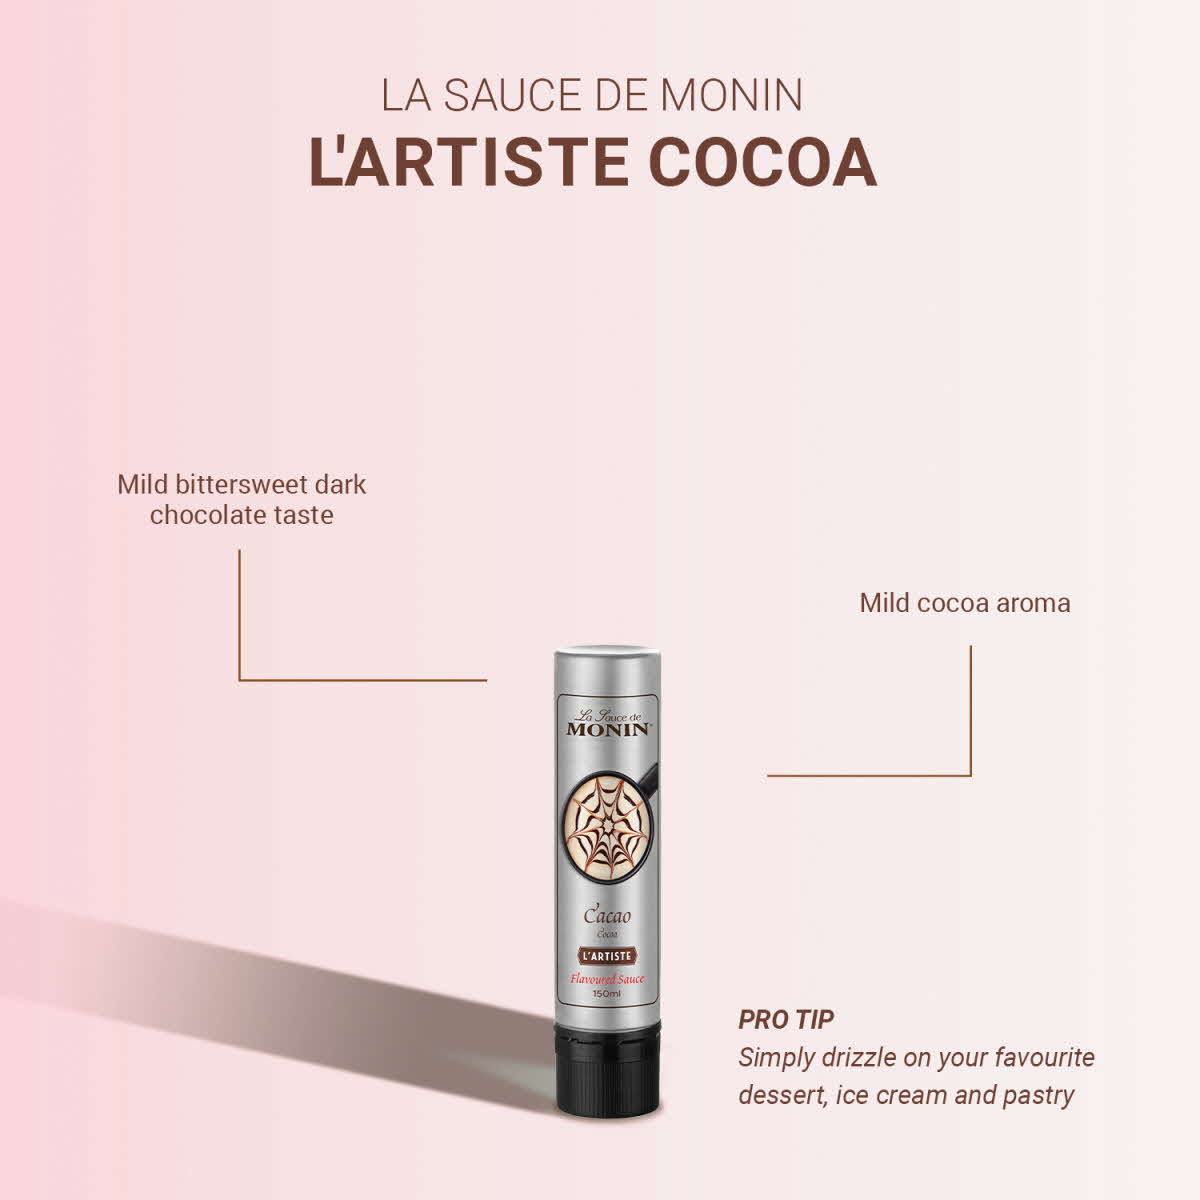 LA SAUCE DE MONIN
L'ARTISTE COCOA
Mild bittersweet dark
chocolate taste
Mild cocoa aroma
La Sauce de
MONIN
Cacao
Cocoa
L'ARTISTE
Flavoured Sauce
150ml
PRO TIP
Simply drizzle on your favourite
dessert, ice cream and pastry